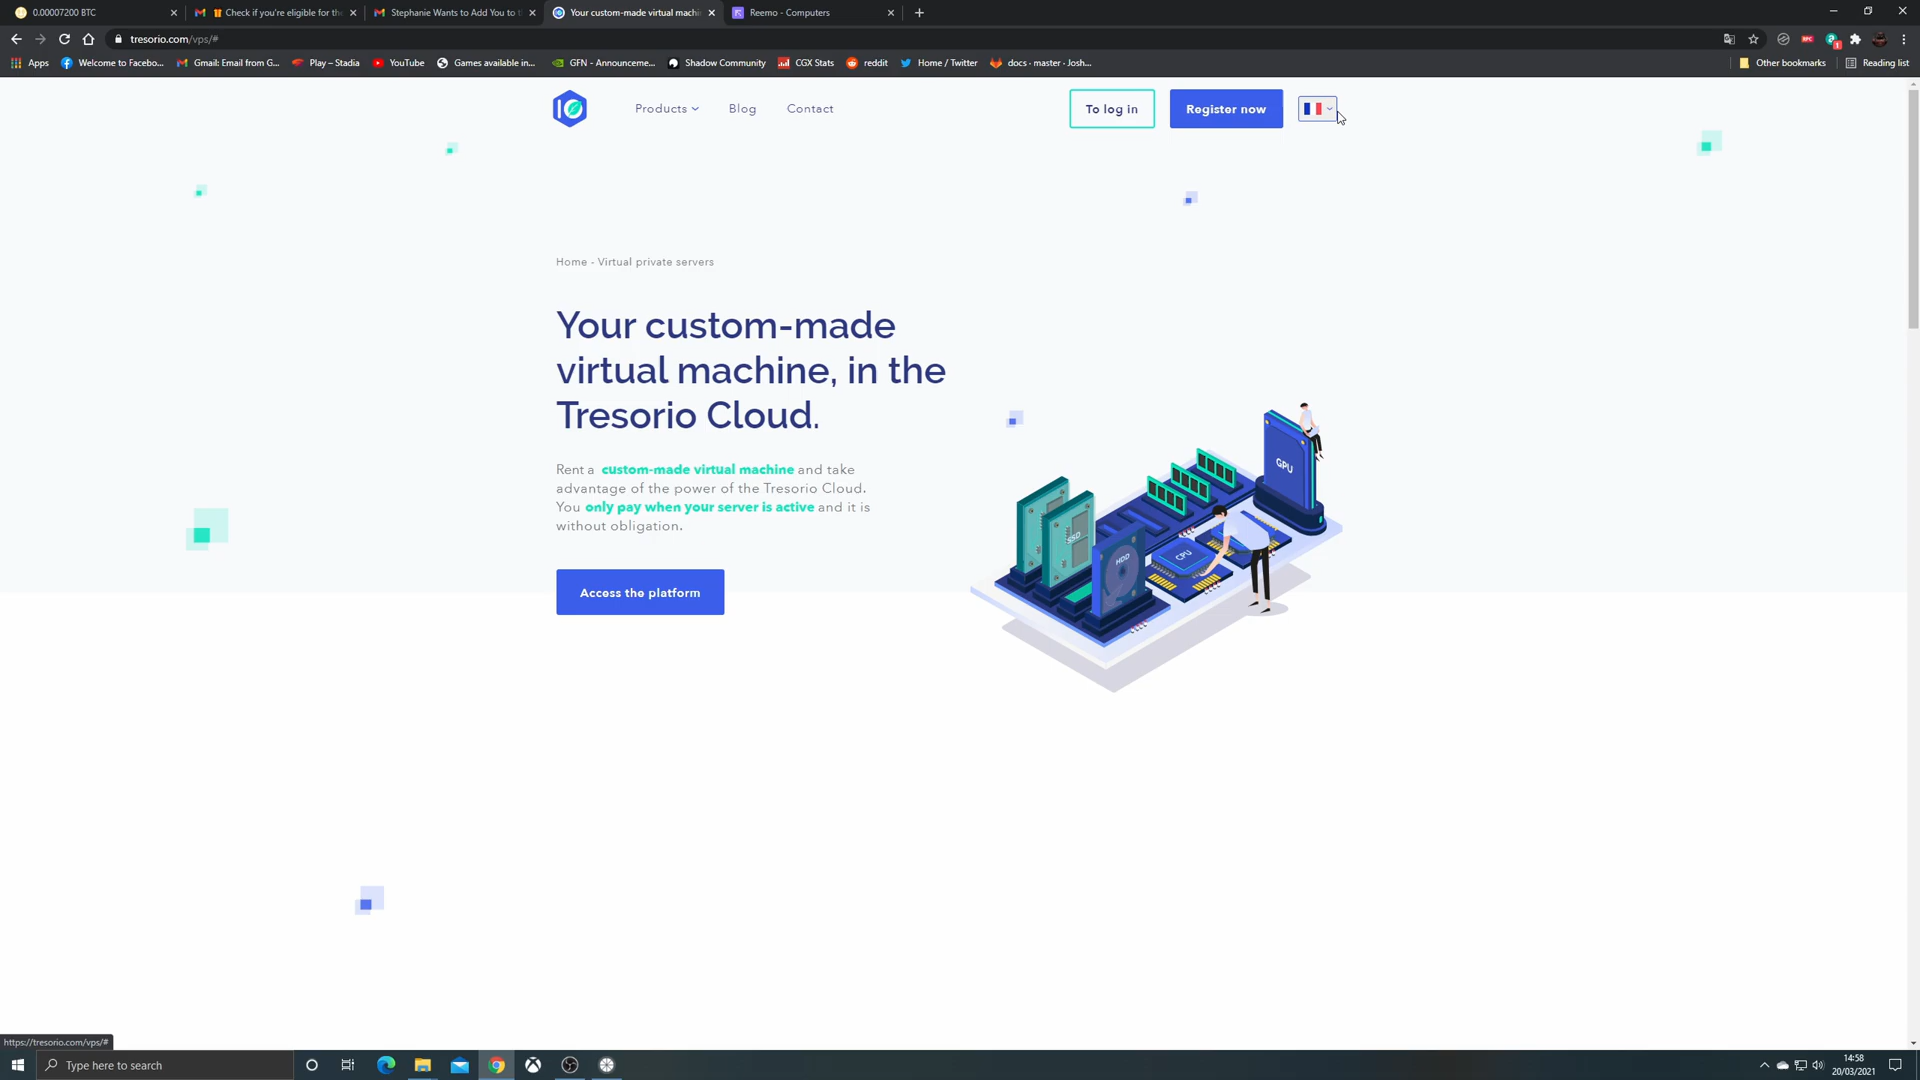 0.00007200 BTC
Check if you're eligible for the
Stephanie Wants to Add You to t
Your custom-made virtual machi
Reemo - Computers
tresorio.com/vps/#
Apps
Welcome to Facebo...
Gmail: Email from G...
Play – Stadia
YouTube
Games available in...
GFN - Announceme...
Shadow Community
CGX Stats
reddit
Home / Twitter
docs · master · Josh...
Other bookmarks
Reading list
Products
Blog
Contact
To log in
Register now
Home - Virtual private servers
Your custom-made
virtual machine, in the
Tresorio Cloud.
Rent a custom-made virtual machine and take
advantage of the power of the Tresorio Cloud.
You only pay when your server is active and it is
without obligation.
Access the platform
GPU
SSD
HDD
CPU
https://tresorio.com/vps/#
Type here to search
14:58
20/03/2021